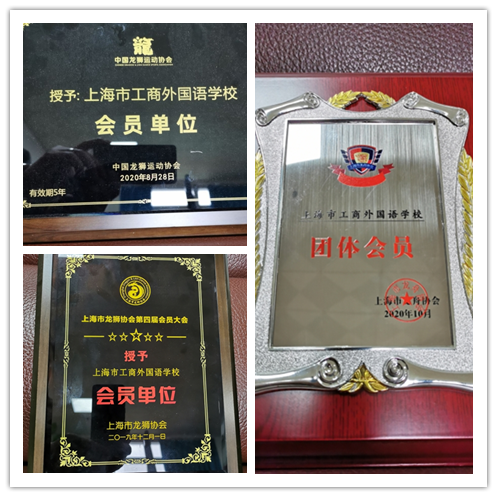 龍
中国龙狮运动协会
授予:上海市工商外国语学校
会员单位
中国龙狮运动协会
2020年8月28日
有效期5年
上海市龙狮协会第四届会员大会
授予
上海市工商外国语学校
会员单位
上海市龙狮协会
二〇一九年十二月一日
上海市工商外国语学校
团体会员
上海市
协会
2020年10月